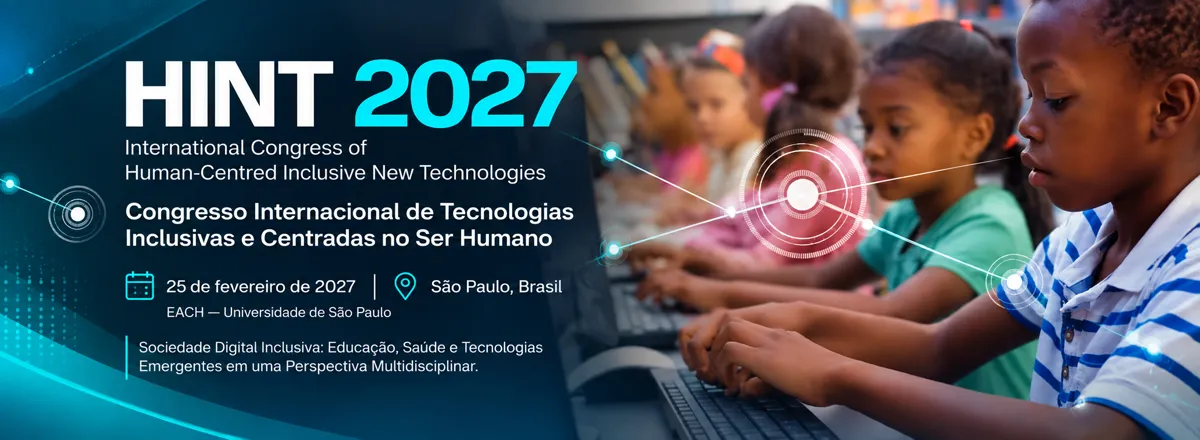 HINT 2027
International Congress of
Human-Centred Inclusive New Technologies
Congresso Internacional de Tecnologias
Inclusivas e Centradas no Ser Humano
25 de fevereiro de 2027 | São Paulo, Brasil
EACH — Universidade de São Paulo
Sociedade Digital Inclusiva: Educação, Saúde e Tecnologias
Emergentes em uma Perspectiva Multidisciplinar.